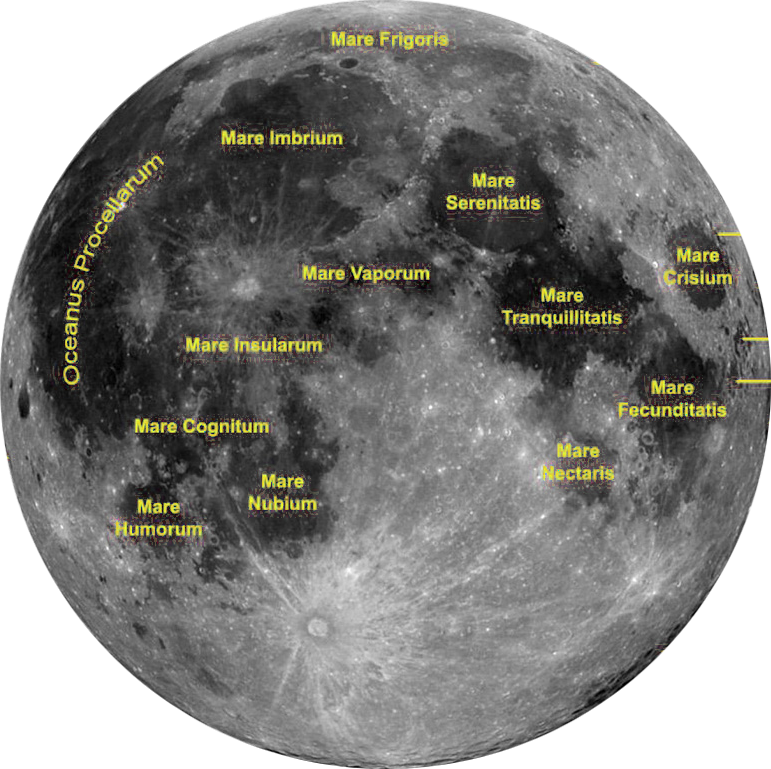 Mare Frigoris
Mare Imbrium
Oceanus Procellarum
Mare
Serenitatis
Mare
Crisium
Mare Vaporum
Mare
Tranquillitatis
Mare Insularum
Mare
Fecunditatis
Mare Cognitum
Mare
Nectaris
Mare
Nubium
Mare
Humorum